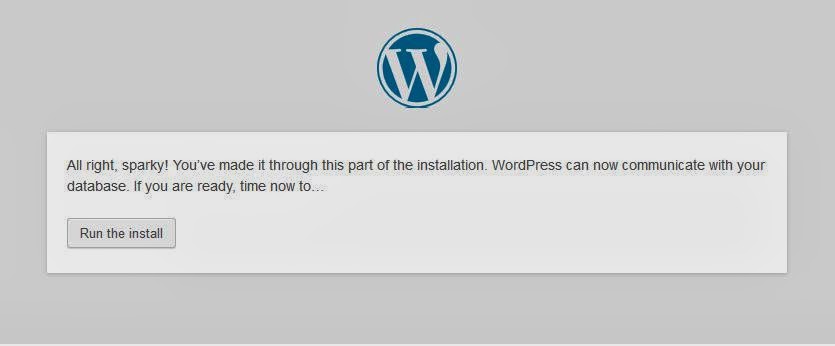 W
All right, sparky! You’ve made it through this part of the installation. WordPress can now communicate with your
database. If you are ready, time now to…
Run the install